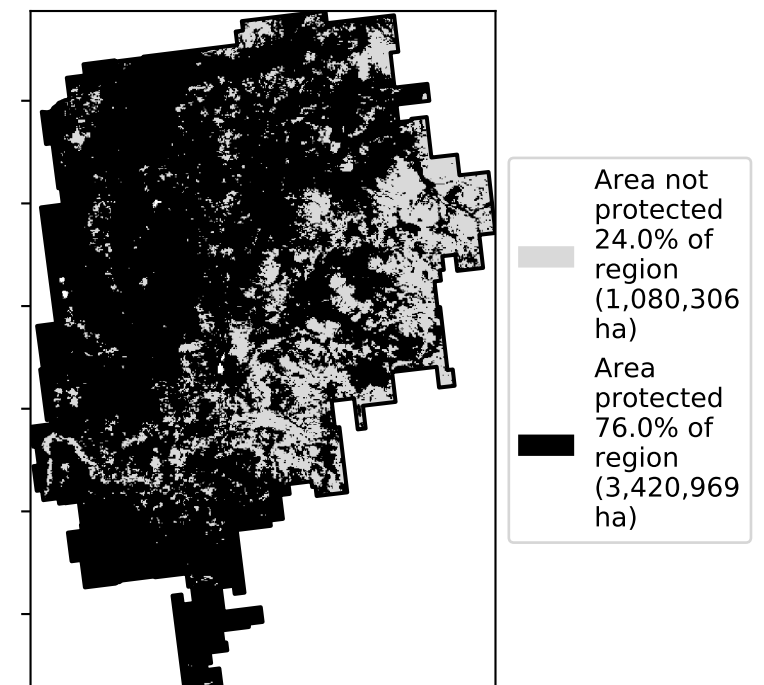 Area not
protected
24.0% of
region
(1,080,306
ha)
Area
protected
76.0% of
region
(3,420,969
ha)